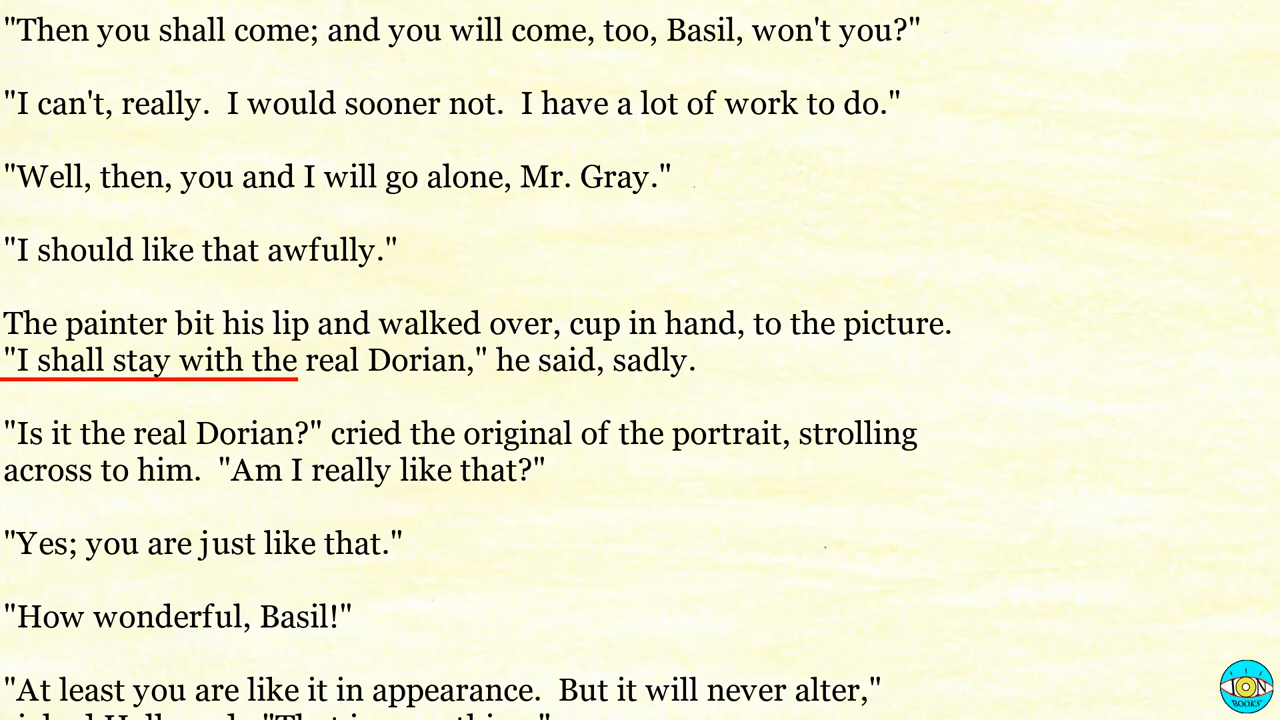 "Then you shall come; and you will come, too, Basil, won't you?"
"I can't, really.  I would sooner not.  I have a lot of work to do."
"Well, then, you and I will go alone, Mr. Gray."
"I should like that awfully."
The painter bit his lip and walked over, cup in hand, to the picture.
"I shall stay with the real Dorian," he said, sadly.
"Is it the real Dorian?" cried the original of the portrait, strolling
across to him.  "Am I really like that?"
"Yes; you are just like that."
"How wonderful, Basil!"
"At least you are like it in appearance.  But it will never alter,"
ION
BOOKS